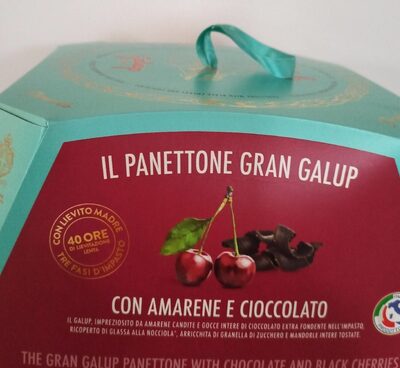 IL PANETTONE GRAN GALUP
CON LIEVITO MADRE
40 ORE
DI LIEVITAZIONE
LENTA
TRE FASI D'IMPASTO
CON AMARENE E CIOCCOLATO
IL GALUP, IMPREZIOSITO DA AMARENE CANDITE E GOCCE INTERE DI CIOCCOLATO EXTRA FONDENTE NELL'IMPASTO,
RICOPERTO DI GLASSA ALLA NOCCIOLA*, ARRICCHITA DI GRANELLA DI ZUCCHERO E MANDORLE INTERE TOSTATE.
THE GRAN GALUP PANETTONE WITH CHOCOLATE AND BLACK CHERRIES